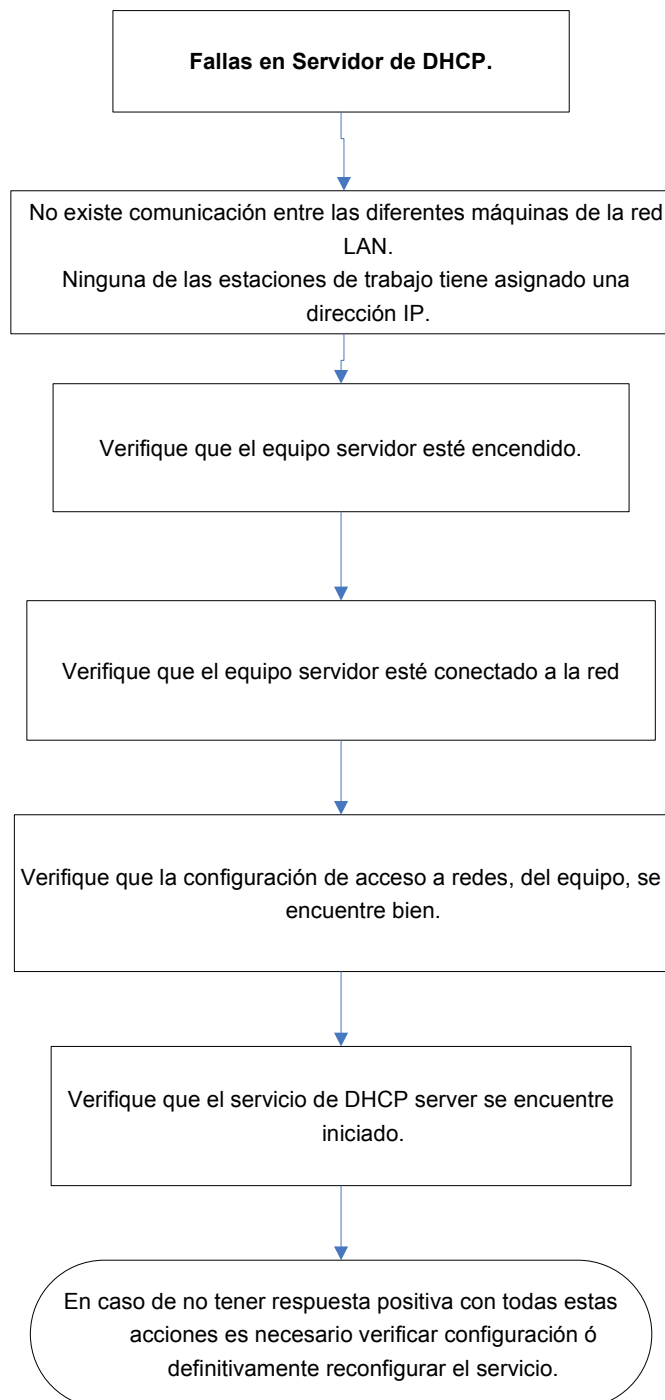 Fallas en Servidor de DHCP.
No existe comunicación entre las diferentes máquinas de la red
LAN.
Ninguna de las estaciones de trabajo tiene asignado una
dirección IP.
Verifique que el equipo servidor esté encendido.
Verifique que el equipo servidor esté conectado a la red
Verifique que la configuración de acceso a redes, del equipo, se
encuentre bien.
Verifique que el servicio de DHCP server se encuentre
iniciado.
En caso de no tener respuesta positiva con todas estas
acciones es necesario verificar configuración ó
definitivamente reconfigurar el servicio.